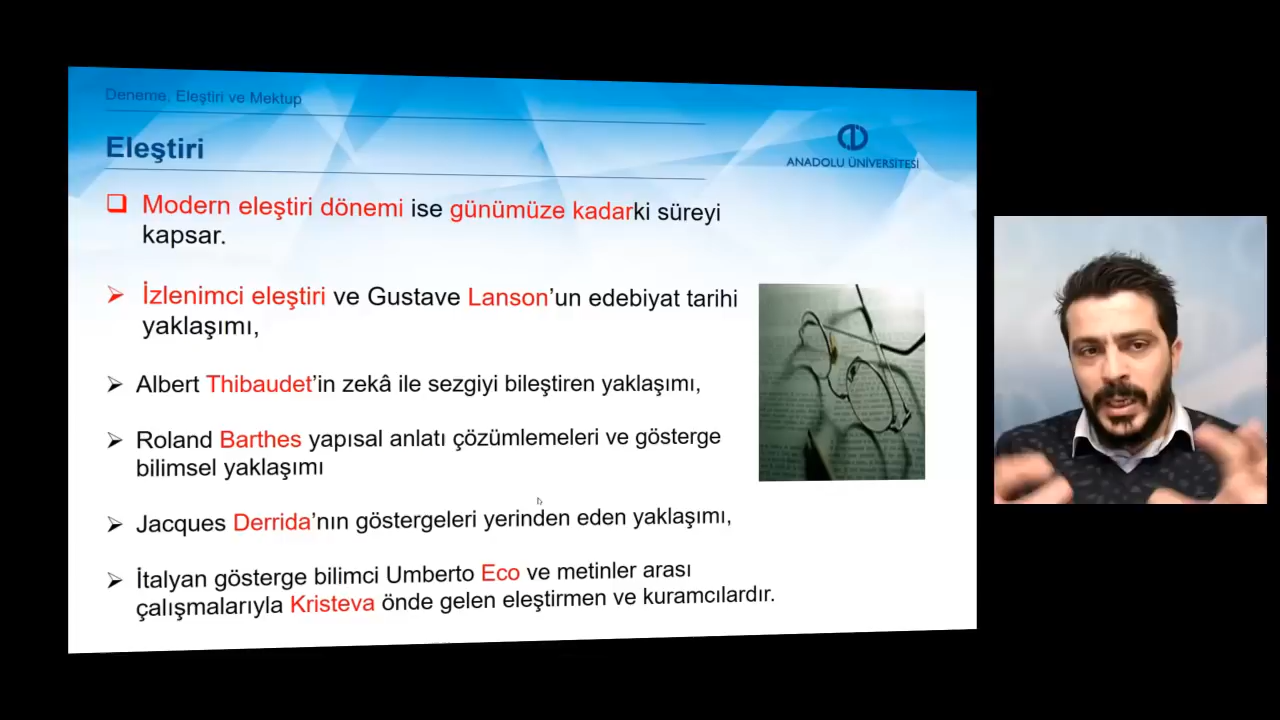 Deneme, Eleştiri ve Mektup
Eleştiri
ANADOLU ÜNİVERSİTESİ
Modern eleştiri dönemi ise günümüze kadarki süreyi
kapsar.
İzlenimci eleştiri ve Gustave Lanson’un edebiyat tarihi
yaklaşımı,
Albert Thibaudet’in zekâ ile sezgiyi bileştiren yaklaşımı,
Roland Barthes yapısal anlatı çözümlemeleri ve gösterge
bilimsel yaklaşımı
Jacques Derrida’nın göstergeleri yerinden eden yaklaşımı,
İtalyan gösterge bilimci Umberto Eco ve metinler arası
çalışmalarıyla Kristeva önde gelen eleştirmen ve kuramcılardır.